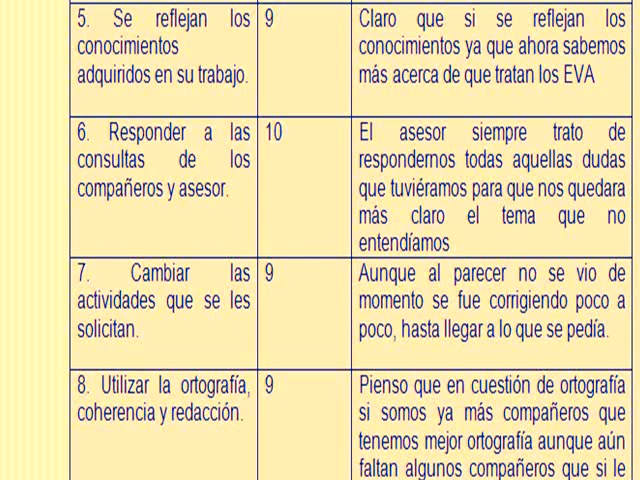 5. Se reflejan los conocimientos adquiridos en su trabajo.
9
Claro que si se reflejan los
conocimientos ya que ahora sabemos
más acerca de que tratan los EVA
6. Responder a las
consultas de los
compañeros y asesor.
10
El asesor siempre trato de
respondernos todas aquellas dudas
que tuviéramos para que nos quedara
más claro el tema que no
entendíamos
7. Cambiar las
actividades que se les
solicitan.
9
Aunque al parecer no se vio de
momento se fue corrigiendo poco a
poco, hasta llegar a lo que se pedía.
8. Utilizar la ortografía,
coherencia y redacción.
9
Pienso que en cuestión de ortografía
si somos ya más compañeros que
tenemos mejor ortografía aunque aún
faltan algunos compañeros que si le